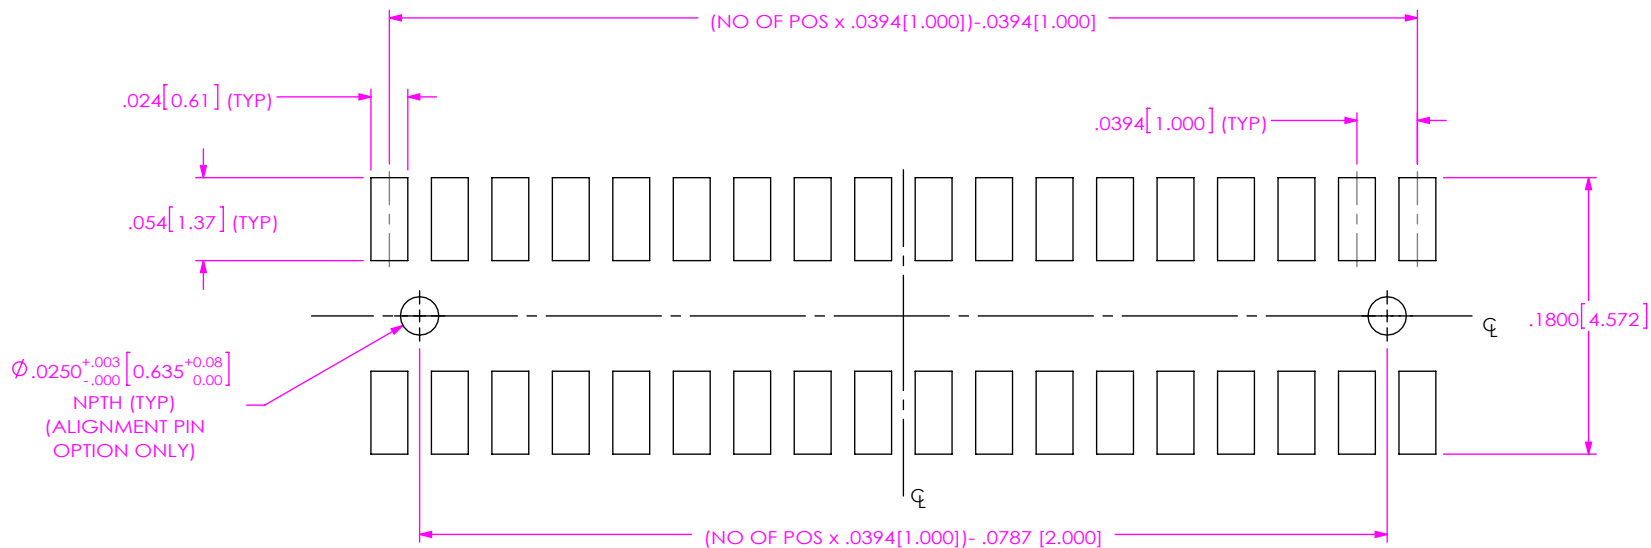 (NO OF POS x .0394[1.000])-.0394[1.000]
.024[0.61] (TYP)
.0394[1.000] (TYP)
.054[1.37] (TYP)
.1800[4.572]
℄
Ø.0250 +.003 -.000 [0.635 +0.08 0.00]
NPTH (TYP)
(ALIGNMENT PIN
OPTION ONLY)
℄
(NO OF POS x .0394[1.000])- .0787 [2.000]